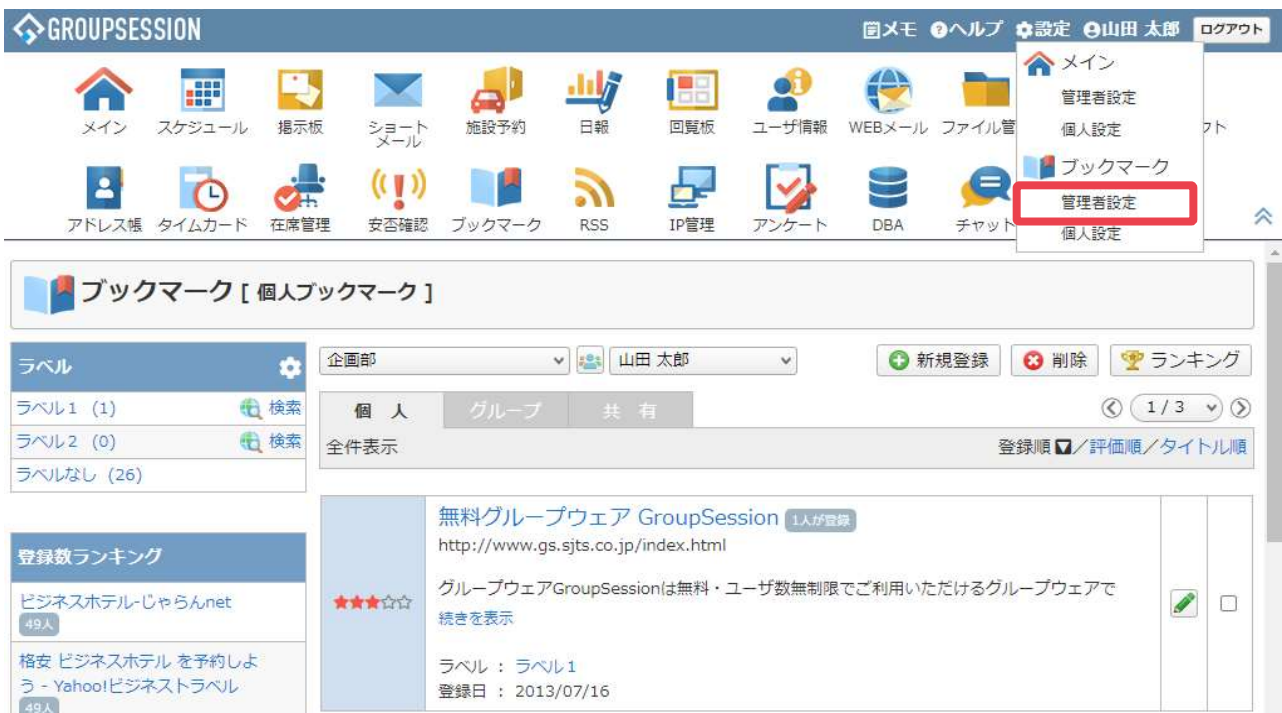 GROUPSESSION
メモ ヘルプ 設定 山田 太郎 ログアウト
メイン
管理者設定
個人設定
ブックマーク
管理者設定
個人設定
メイン スケジュール 掲示板 ショートメール 施設予約 日報 回覧板 ユーザ情報 WEBメール ファイル管 クト
アドレス帳 タイムカード 在席管理 安否確認 ブックマーク RSS IP管理 アンケート DBA チャット
ブックマーク [ 個人ブックマーク ]
ラベル
ラベル1 (1) 検索
ラベル2 (0) 検索
ラベルなし (26)
登録数ランキング
ビジネスホテル-じゃらんnet
49人
格安 ビジネスホテル を予約しよ
う - Yahoo!ビジネストラベル
49人
企画部 山田 太郎 新規登録 削除 ランキング
個 人 グループ 共 有 1 / 3
全件表示 登録順▼／評価順／タイトル順
無料グループウェア GroupSession 1人が登録
http://www.gs.sjts.co.jp/index.html
グループウェアGroupSessionは無料・ユーザ数無制限でご利用いただけるグループウェアで
続きを表示
★★★☆☆
ラベル : ラベル1
登録日 : 2013/07/16